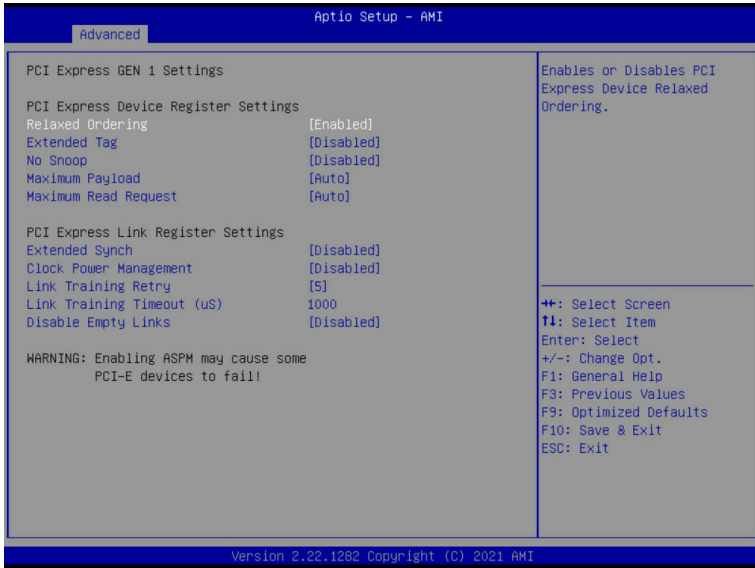 Aptio Setup – AMI
Advanced
PCI Express GEN 1 Settings
PCI Express Device Register Settings
Relaxed Ordering [Enabled]
Extended Tag [Disabled]
No Snoop [Disabled]
Maximum Payload [Auto]
Maximum Read Request [Auto]
PCI Express Link Register Settings
Extended Synch [Disabled]
Clock Power Management [Disabled]
Link Training Retry [5]
Link Training Timeout (uS) 1000
Disable Empty Links [Disabled]
WARNING: Enabling ASPM may cause some
PCI-E devices to fail!
Enables or Disables PCI
Express Device Relaxed
Ordering.
→←: Select Screen
↑↓: Select Item
Enter: Select
+/-: Change Opt.
F1: General Help
F3: Previous Values
F9: Optimized Defaults
F10: Save & Exit
ESC: Exit
Version 2.22.1282 Copyright (C) 2021 AMI